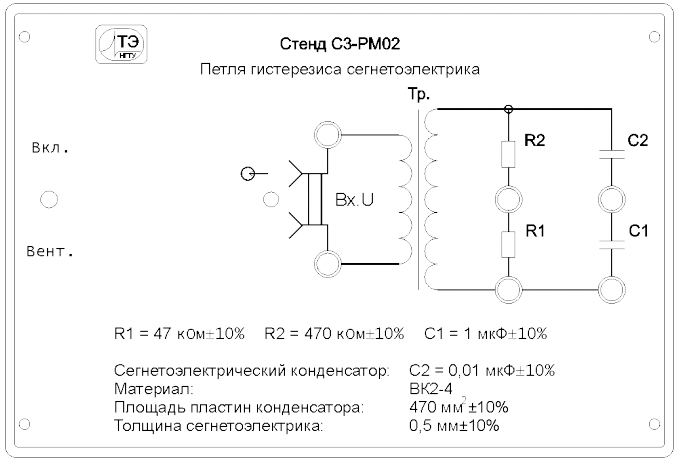 ТЭ
НГТУ
Стенд С3-РМ02
Петля гистерезиса сегнетоэлектрика
Тр.
Вкл.
R2
C2
Вх.U
R1
C1
Вент.
R1 = 47 кОм±10% R2 = 470 кОм±10% C1 = 1 мкФ±10%
Сегнетоэлектрический конденсатор: C2 = 0,01 мкФ±10%
Материал: ВК2-4
Площадь пластин конденсатора: 470 мм²±10%
Толщина сегнетоэлектрика: 0,5 мм±10%